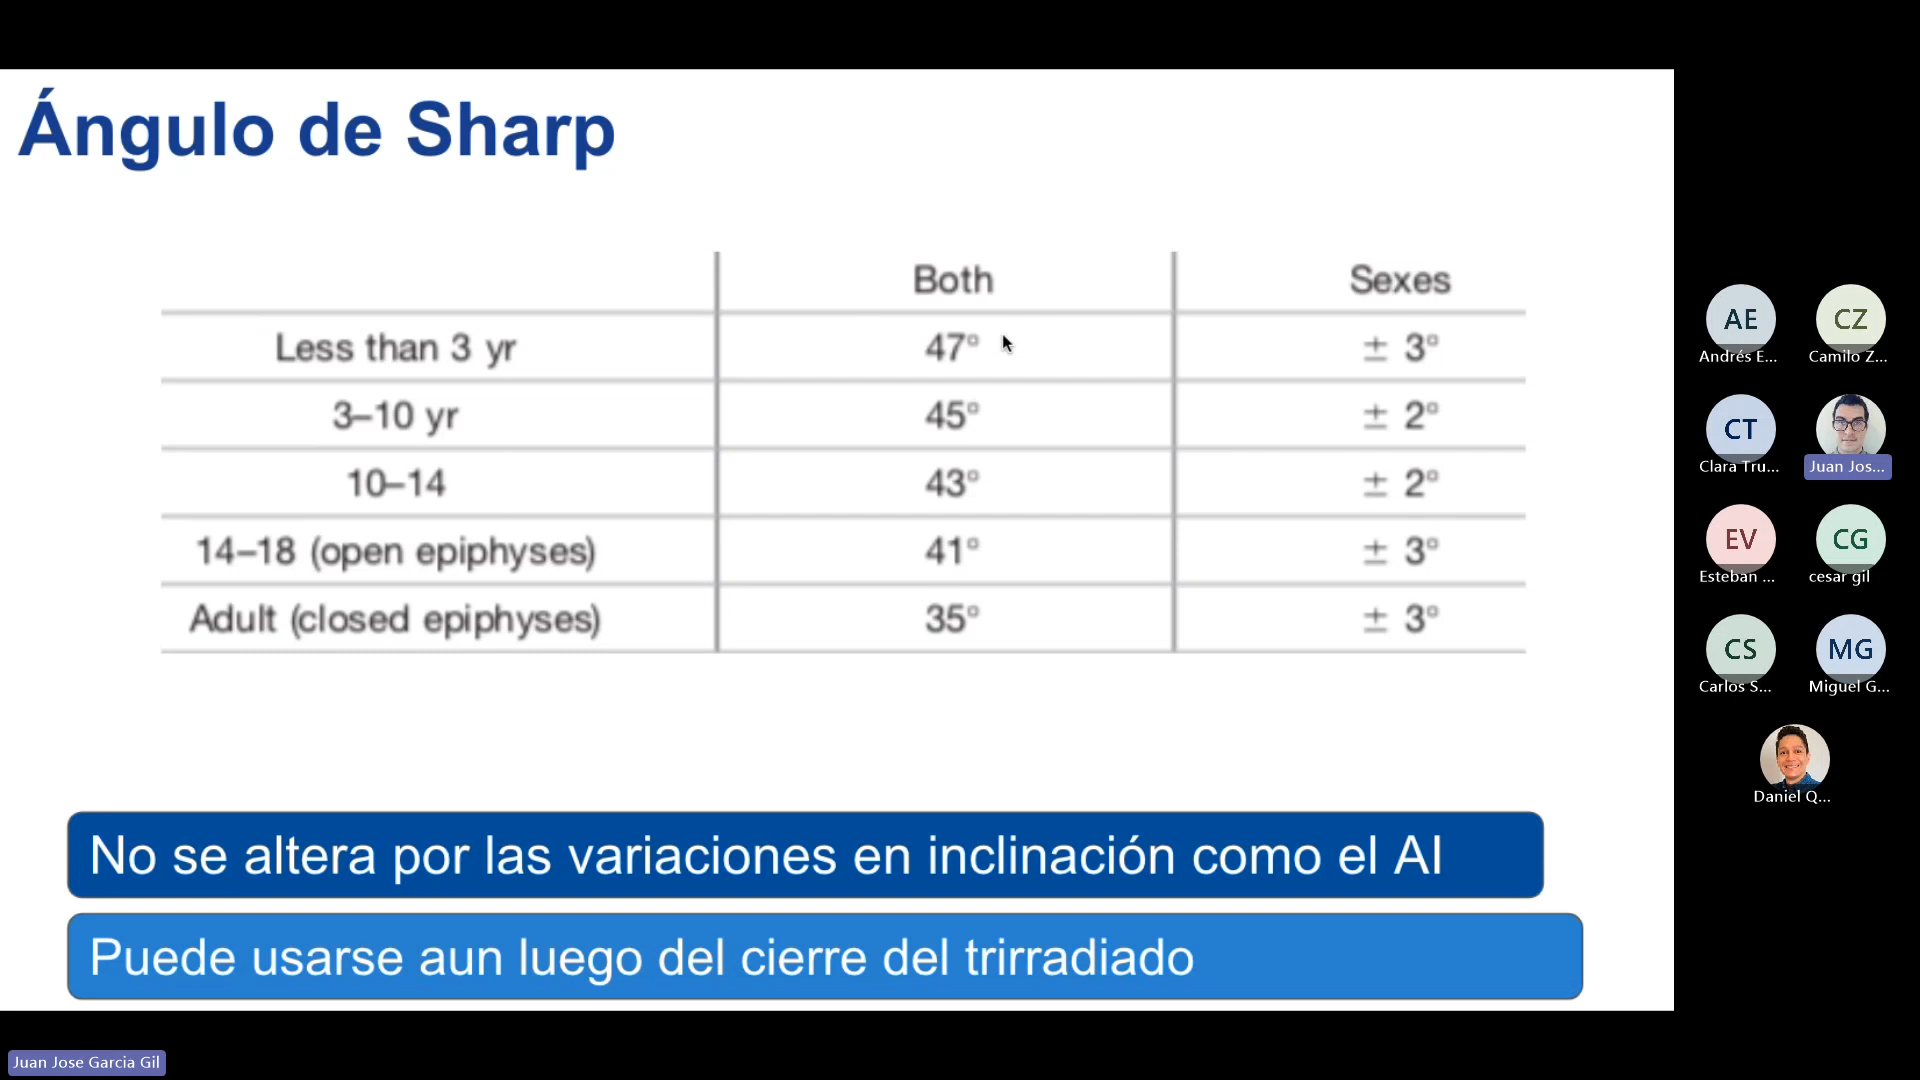 Ángulo de Sharp
Both Sexes
Less than 3 yr 47° ± 3°
3–10 yr 45° ± 2°
10–14 43° ± 2°
14–18 (open epiphyses) 41° ± 3°
Adult (closed epiphyses) 35° ± 3°
No se altera por las variaciones en inclinación como el AI
Puede usarse aun luego del cierre del trirradiado
AE CZ
Andrés E... Camilo Z...
CT
Clara Tru... Juan Jos...
EV CG
Esteban ... cesar gil
CS MG
Carlos S... Miguel G...
Daniel Q...
Juan Jose Garcia Gil